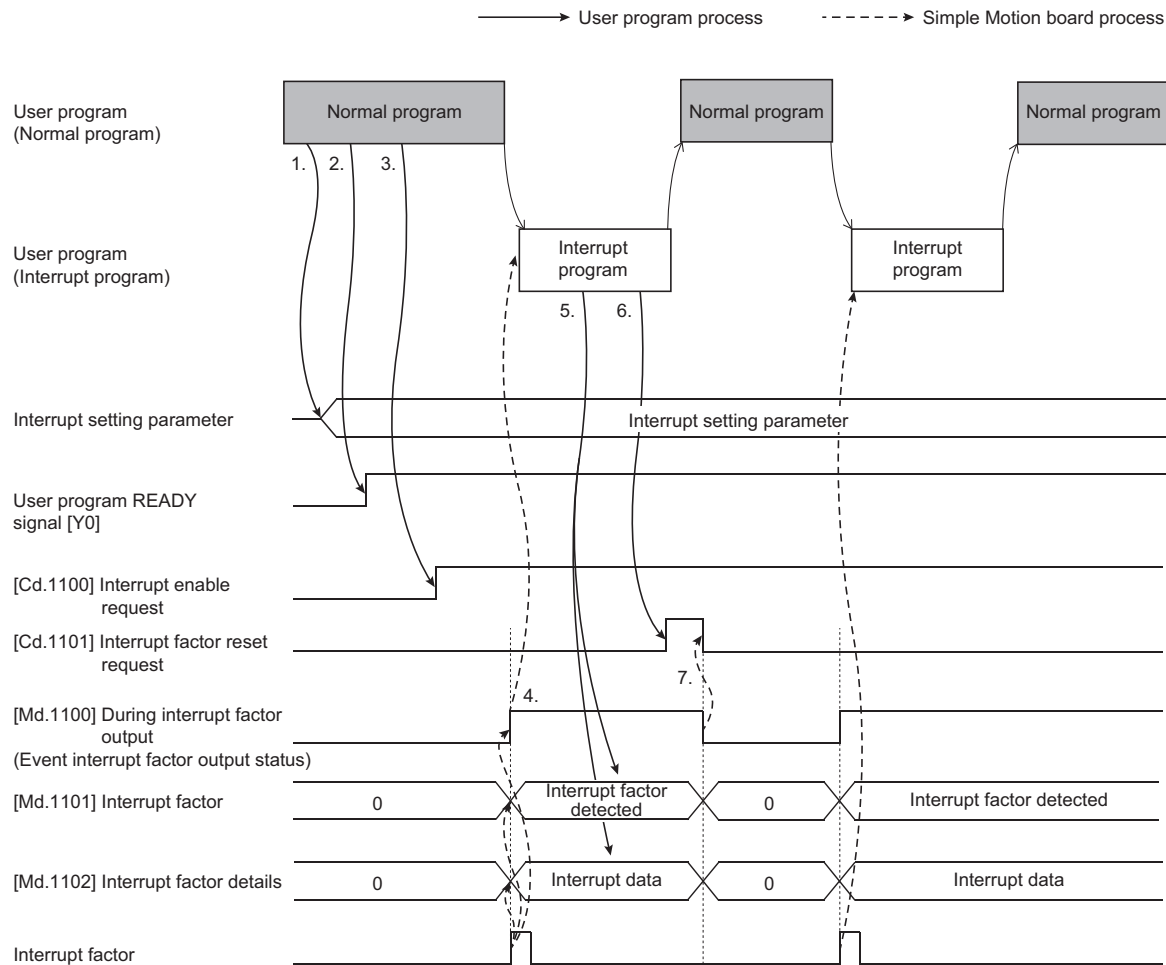 User program process
Simple Motion board process
User program
(Normal program)
Normal program
Normal program
Normal program
1.
2.
3.
User program
(Interrupt program)
Interrupt
program
Interrupt
program
5.
6.
Interrupt setting parameter
Interrupt setting parameter
User program READY
signal [Y0]
[Cd.1100] Interrupt enable
request
[Cd.1101] Interrupt factor reset
request
7.
4.
[Md.1100] During interrupt factor
output
(Event interrupt factor output status)
[Md.1101] Interrupt factor
0
Interrupt factor
detected
0
Interrupt factor detected
[Md.1102] Interrupt factor details
0
Interrupt data
0
Interrupt data
Interrupt factor